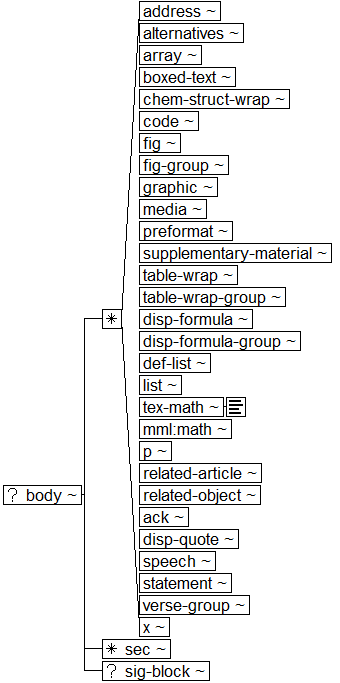 address ~
alternatives ~
array ~
boxed-text ~
chem-struct-wrap ~
code ~
fig ~
fig-group ~
graphic ~
media ~
preformat ~
supplementary-material ~
table-wrap ~
table-wrap-group ~
disp-formula ~
disp-formula-group ~
def-list ~
list ~
tex-math ~
mml:math ~
p ~
related-article ~
related-object ~
ack ~
disp-quote ~
speech ~
statement ~
verse-group ~
x ~
*
? body ~
* sec ~
? sig-block ~